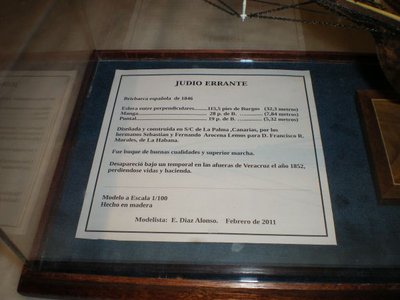 JUDIO ERRANTE
Bricbarca española de 1846
Eslora entre perpendiculares..........115,5 pies de Burgos (32,3 metros)
Manga............................... 28 p. de B. .............. (7,84 metros)
Puntal............................... 19 p. de B. .............. (5,32 metros)
Diseñada y construida en S/C de La Palma ,Canarias, por los
hermanos Sebastian y Fernando Arocena Lemos para D. Francisco R.
Morales, de La Habana.
Fue buque de buenas cualidades y superior marcha.
Desapareció bajo un temporal en las afueras de Veracruz el año 1852,
perdiendose vidas y hacienda.
Modelo a Escala 1/100
Hecho en madera
Modelista: E. Diaz Alonso. Febrero de 2011